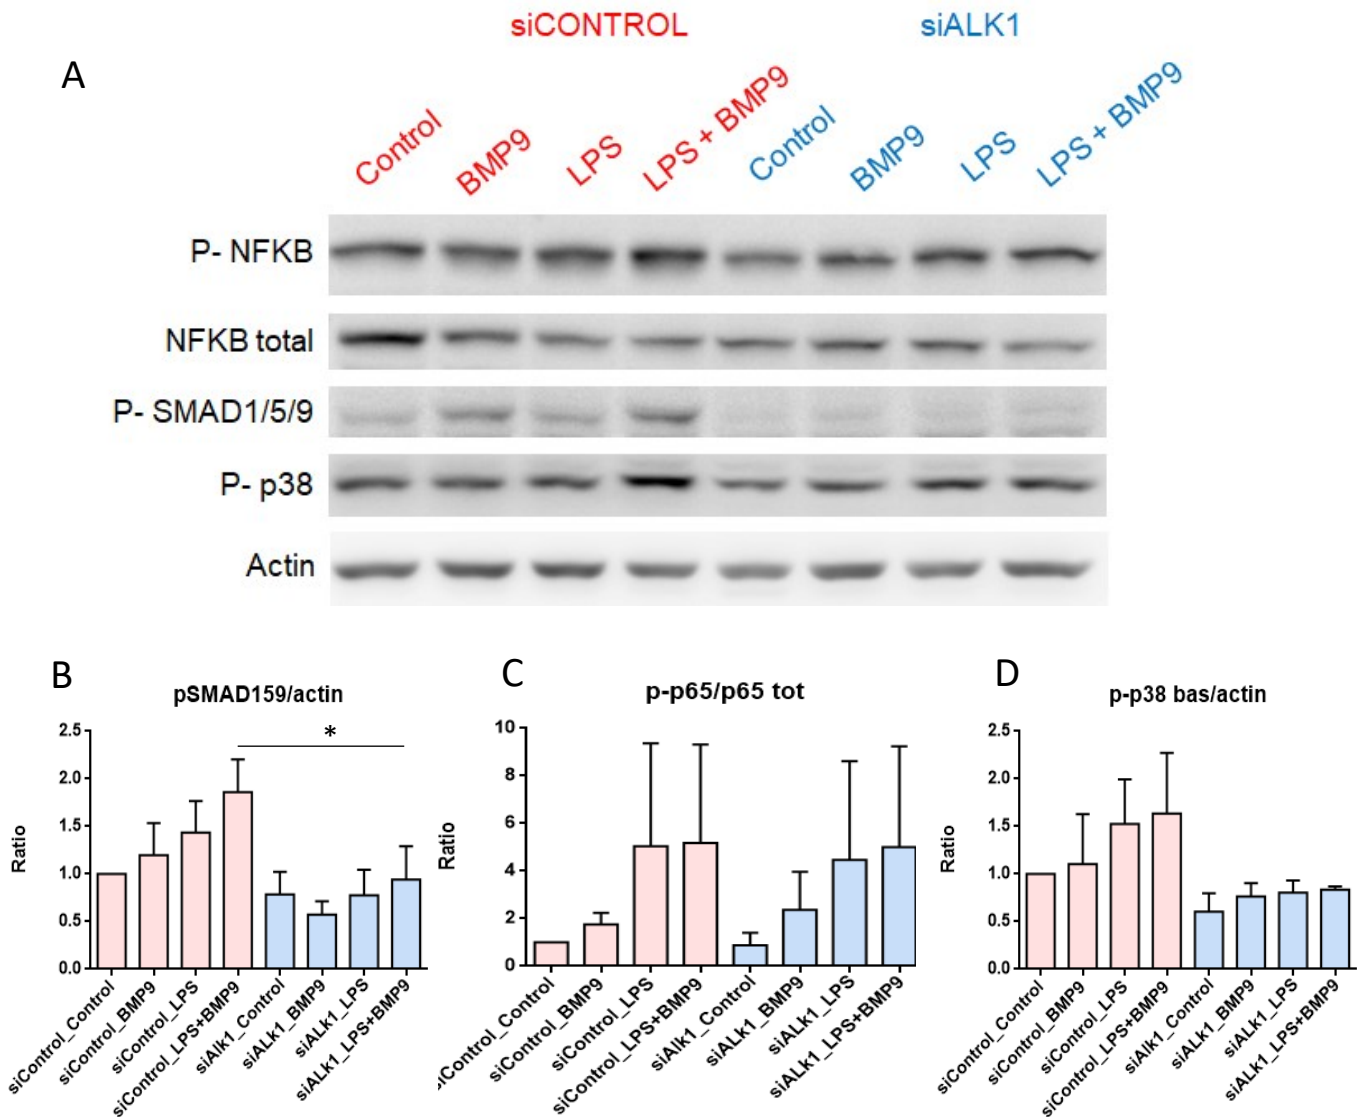 siCONTROL siALK1
A
Control BMP9 LPS LPS + BMP9 Control BMP9 LPS LPS + BMP9
P- NFKB
NFKB total
P- SMAD1/5/9
P- p38
Actin
B
pSMAD159/actin
*
Ratio
2.5
2.0
1.5
1.0
0.5
0.0
siControl_Control
siControl_BMP9
siControl_LPS
siControl_LPS+BMP9
siAlk1_Control
siALk1_BMP9
siALk1_LPS
siALk1_LPS+BMP9
C
p-p65/p65 tot
Ratio
10
8
6
4
2
0
siControl_Control
siControl_BMP9
siControl_LPS
siControl_LPS+BMP9
siAlk1_Control
siALk1_BMP9
siALk1_LPS
siALk1_LPS+BMP9
D
p-p38 bas/actin
Ratio
2.5
2.0
1.5
1.0
0.5
0.0
siControl_Control
siControl_BMP9
siControl_LPS
siControl_LPS+BMP9
siAlk1_Control
siALk1_BMP9
siALk1_LPS
siALk1_LPS+BMP9